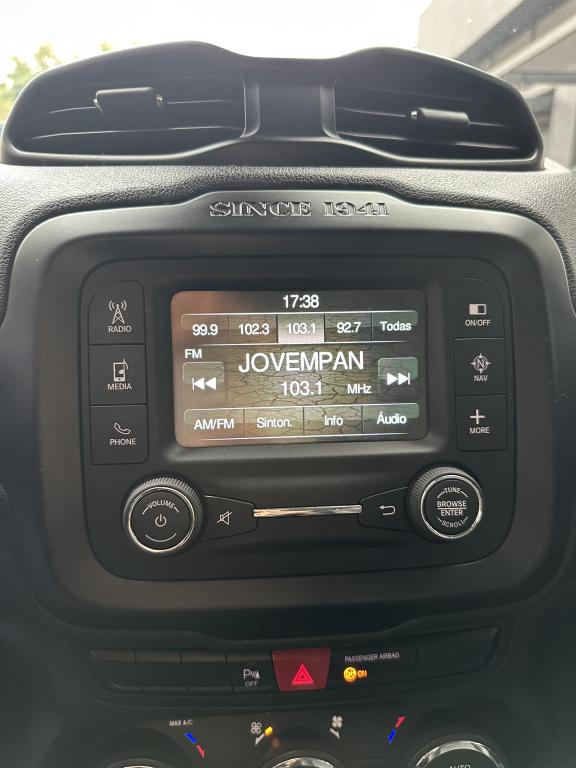 SINCE 1941
17:38
99.9 102.3 103.1 92.7 Todas
FM
JOVEMPAN
103.1 MHz
AM/FM Sinton. Info Áudio
RADIO
MEDIA
PHONE
ON/OFF
NAV
MORE
VOLUME
TUNE
BROWSE
ENTER
SCROLL
P
OFF
PASSENGER AIRBAG
ON
MAX A/C
AUTO